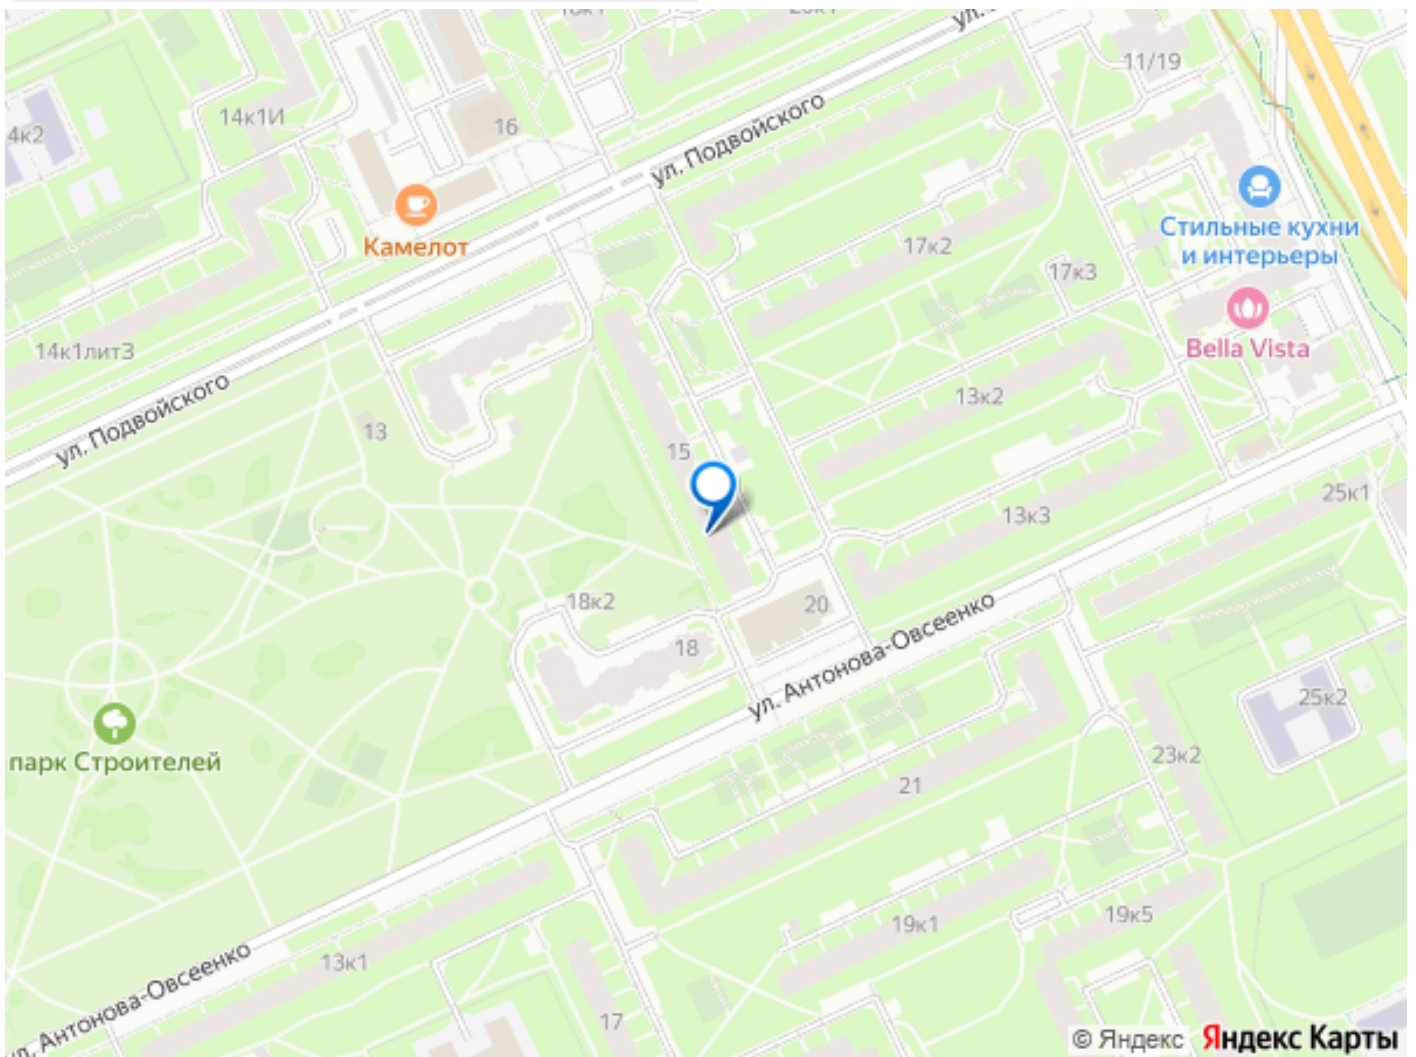 ул.
11/19
14к1И
16
4к2
ул. Подвойского
Камелот
Стильные кухни
и интерьеры
17к2
17к3
14к1лит3
Bella Vista
ул. Подвойского
13
13к2
15
25к1
13к3
18к2
20
ул. Антонова-Овсеенко
18
25к2
парк Строителей
23к2
21
19к5
19к1
ул. Антонова-Овсеенко
13к1
17
© Яндекс Яндекс Карты